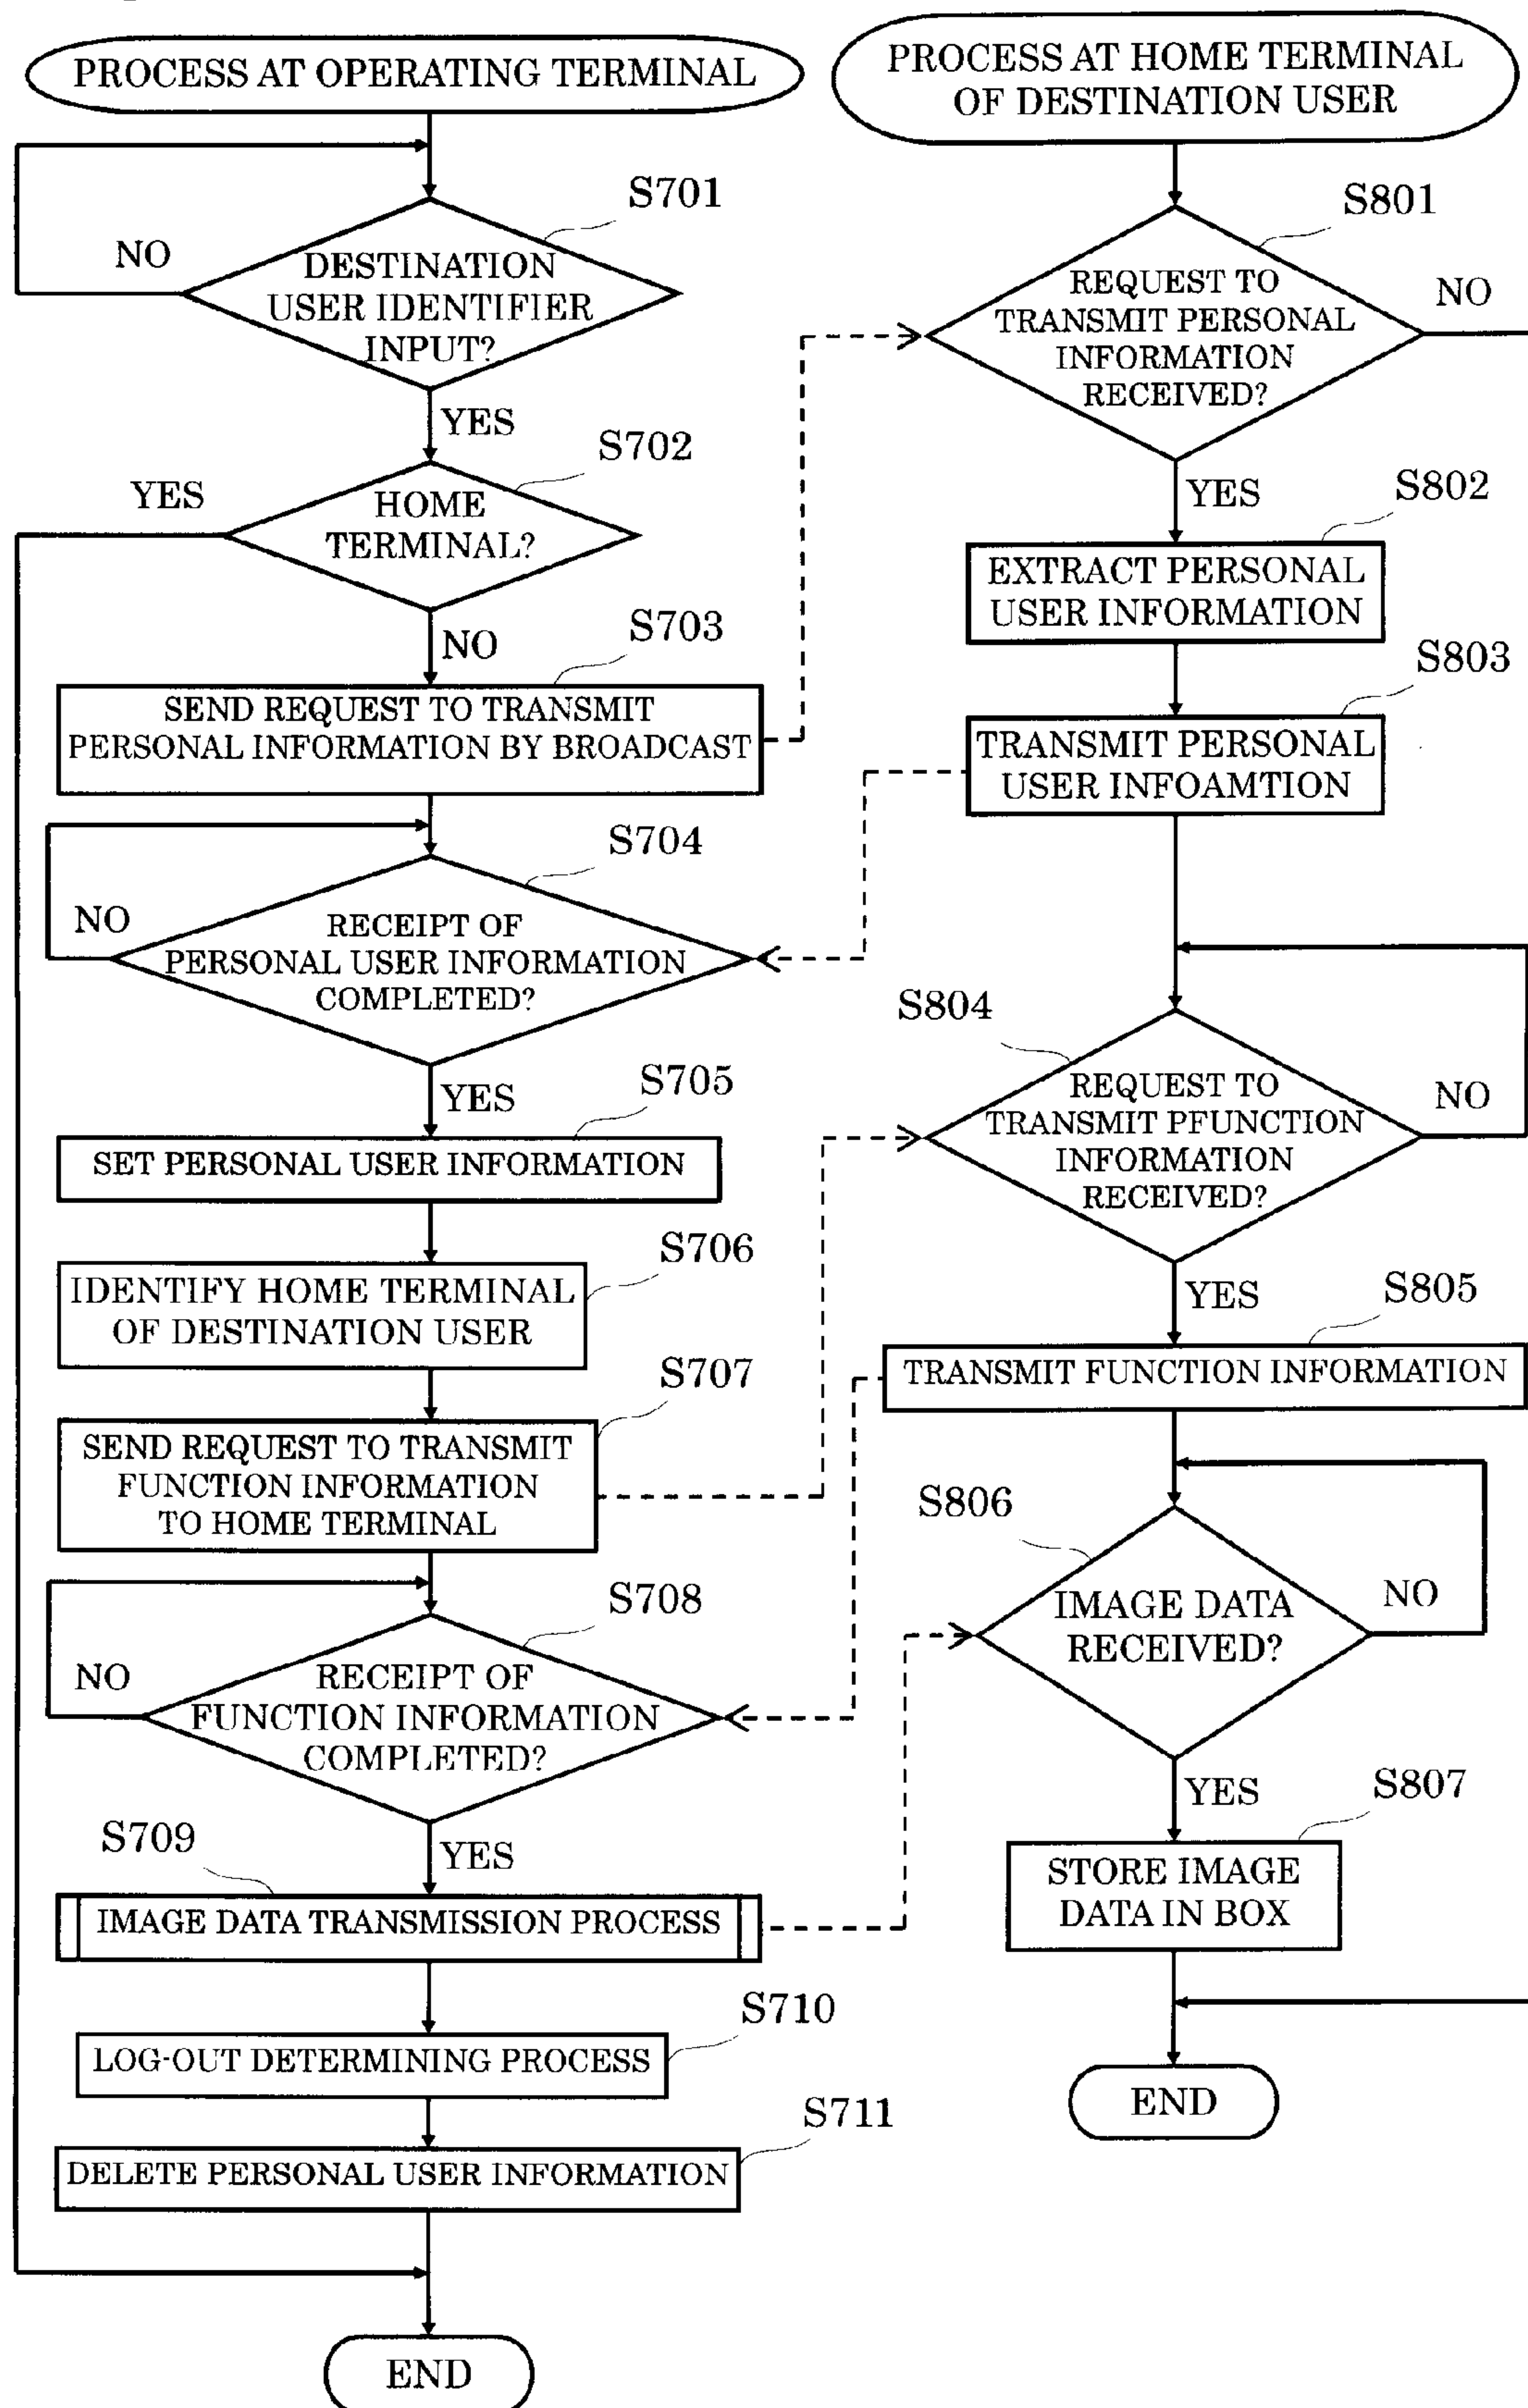 PROCESS AT OPERATING TERMINAL
S701
NO
DESTINATION
USER IDENTIFIER
INPUT?
YES
S702
YES
HOME
TERMINAL?
NO
S703
SEND REQUEST TO TRANSMIT
PERSONAL INFORMATION BY BROADCAST
S704
NO
RECEIPT OF
PERSONAL USER INFORMATION
COMPLETED?
YES
S705
SET PERSONAL USER INFORMATION
S706
IDENTIFY HOME TERMINAL
OF DESTINATION USER
S707
SEND REQUEST TO TRANSMIT
FUNCTION INFORMATION
TO HOME TERMINAL
S708
NO
RECEIPT OF
FUNCTION INFORMATION
COMPLETED?
YES
S709
IMAGE DATA TRANSMISSION PROCESS
S710
LOG-OUT DETERMINING PROCESS
S711
DELETE PERSONAL USER INFORMATION
END
PROCESS AT HOME TERMINAL
OF DESTINATION USER
S801
REQUEST TO
TRANSMIT PERSONAL
INFORMATION
RECEIVED?
NO
YES
S802
EXTRACT PERSONAL
USER INFORMATION
S803
TRANSMIT PERSONAL
USER INFOAMTION
S804
REQUEST TO
TRANSMIT PFUNCTION
INFORMATION
RECEIVED?
NO
YES
S805
TRANSMIT FUNCTION INFORMATION
S806
IMAGE DATA
RECEIVED?
NO
YES
S807
STORE IMAGE
DATA IN BOX
END